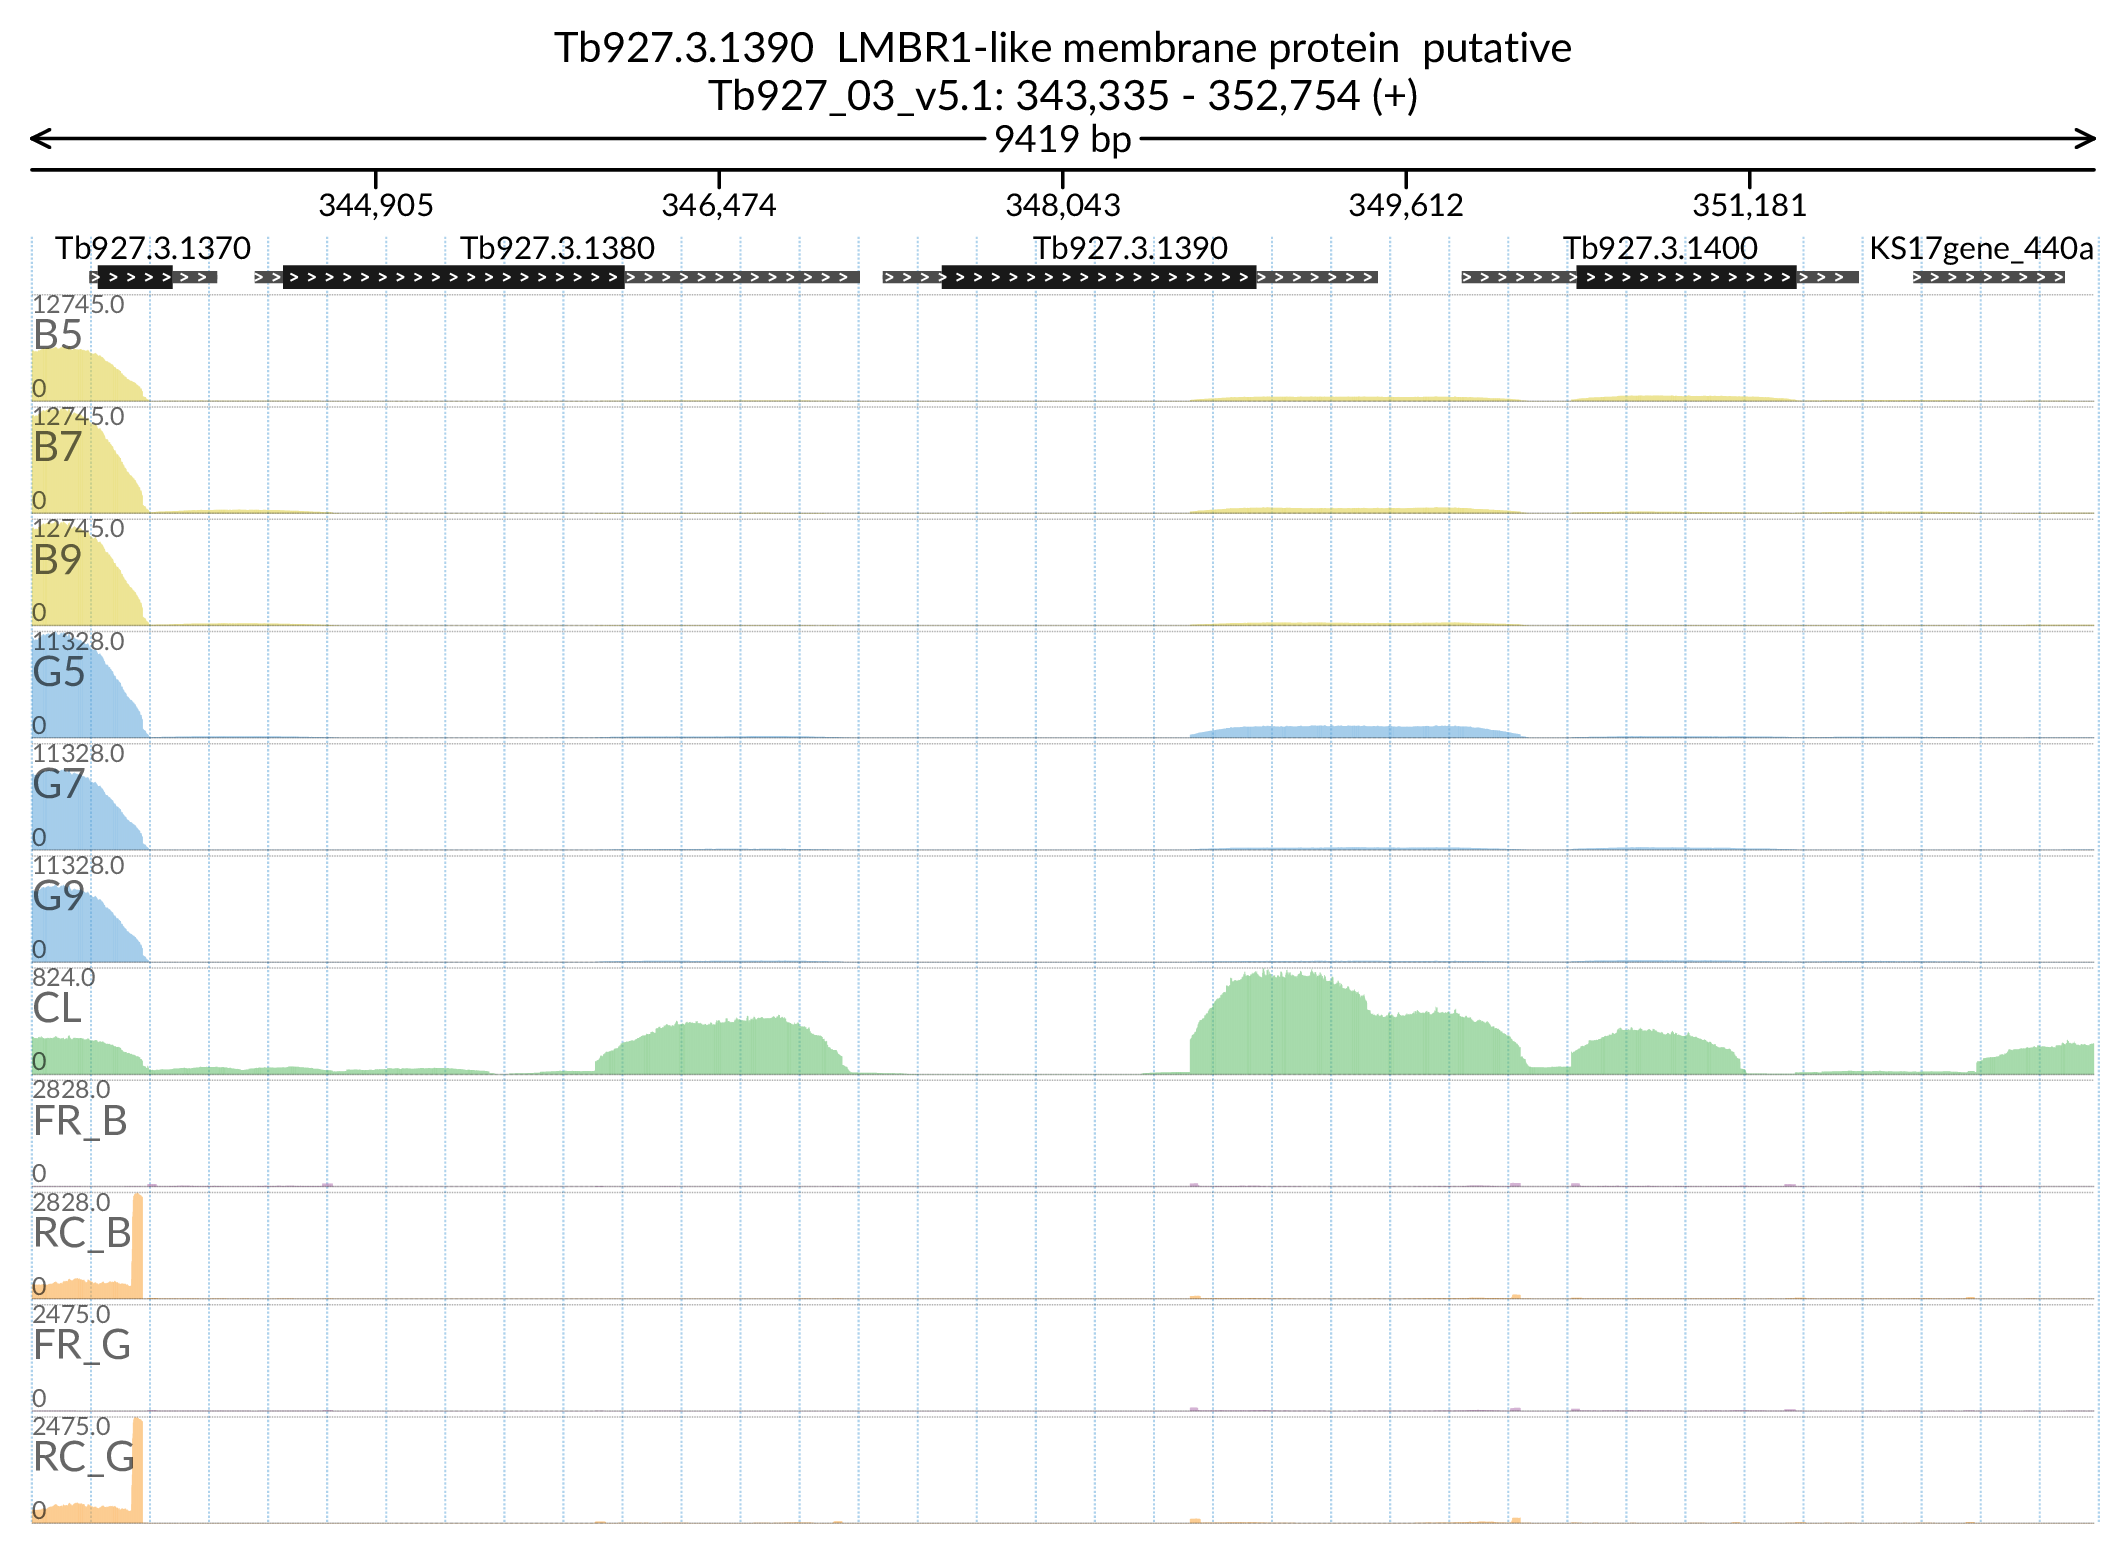 Tb927.3.1390  LMBR1-like membrane protein  putative
Tb927_03_v5.1: 343,335 - 352,754 (+)
9419 bp
344,905 346,474 348,043 349,612 351,181
Tb927.3.1370 Tb927.3.1380 Tb927.3.1390 Tb927.3.1400 KS17gene_440a
12745.0
B5
0
12745.0
B7
0
12745.0
B9
0
11328.0
G5
0
11328.0
G7
0
11328.0
G9
0
824.0
CL
0
2828.0
FR_B
0
2828.0
RC_B
0
2475.0
FR_G
0
2475.0
RC_G
0